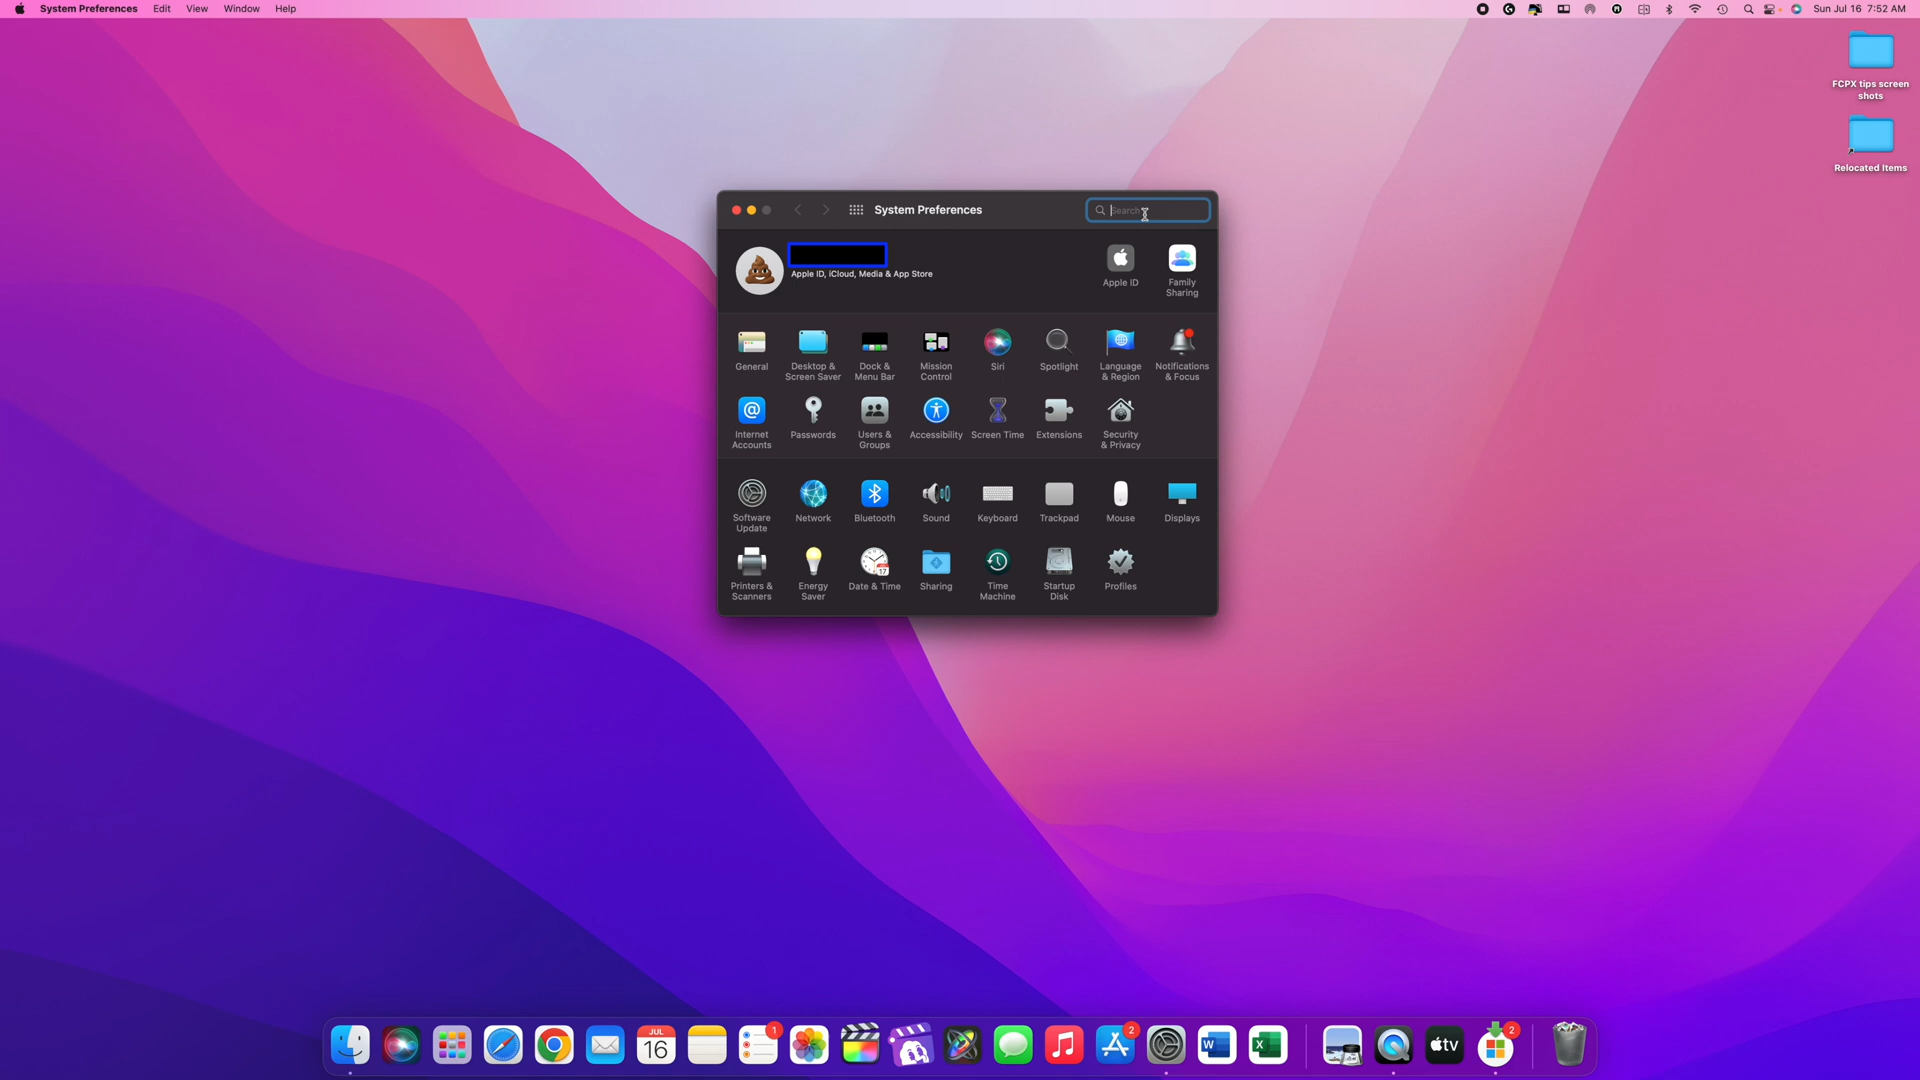 System Preferences Edit View Window Help
Sun Jul 16 7:52 AM
FCPX tips screen
shots
Relocated Items
System Preferences
Search
Apple ID, iCloud, Media & App Store
Apple ID
Family
Sharing
General
Desktop &
Screen Saver
Dock &
Menu Bar
Mission
Control
Siri
Spotlight
Language
& Region
Notifications
& Focus
Internet
Accounts
Passwords
Users &
Groups
Accessibility
Screen Time
Extensions
Security
& Privacy
Software
Update
Network
Bluetooth
Sound
Keyboard
Trackpad
Mouse
Displays
Printers &
Scanners
Energy
Saver
Date & Time
Sharing
Time
Machine
Startup
Disk
Profiles
JUL
16
1
2
W
X
tv
2